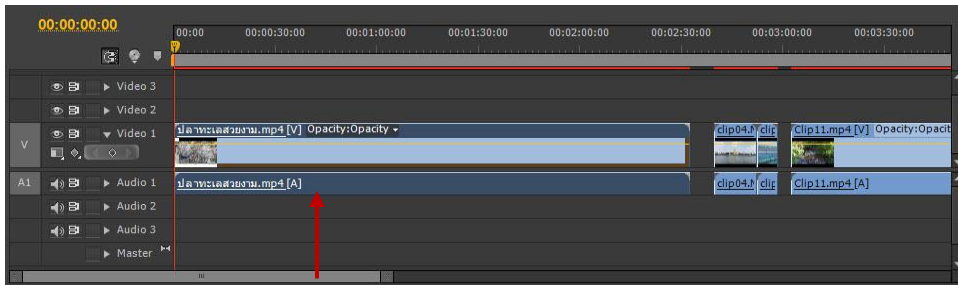 00:00:00:00
00:00 00:00:30:00 00:01:00:00 00:01:30:00 00:02:00:00 00:02:30:00 00:03:00:00 00:03:30:00
Video 3
Video 2
V Video 1 ปลาทะเลสวยงาม.mp4 [V] Opacity:Opacity clip04.M clip Clip11.mp4 [V] Opacity:Opacit
A1 Audio 1 ปลาทะเลสวยงาม.mp4 [A] clip04.M clip Clip11.mp4 [A]
Audio 2
Audio 3
Master